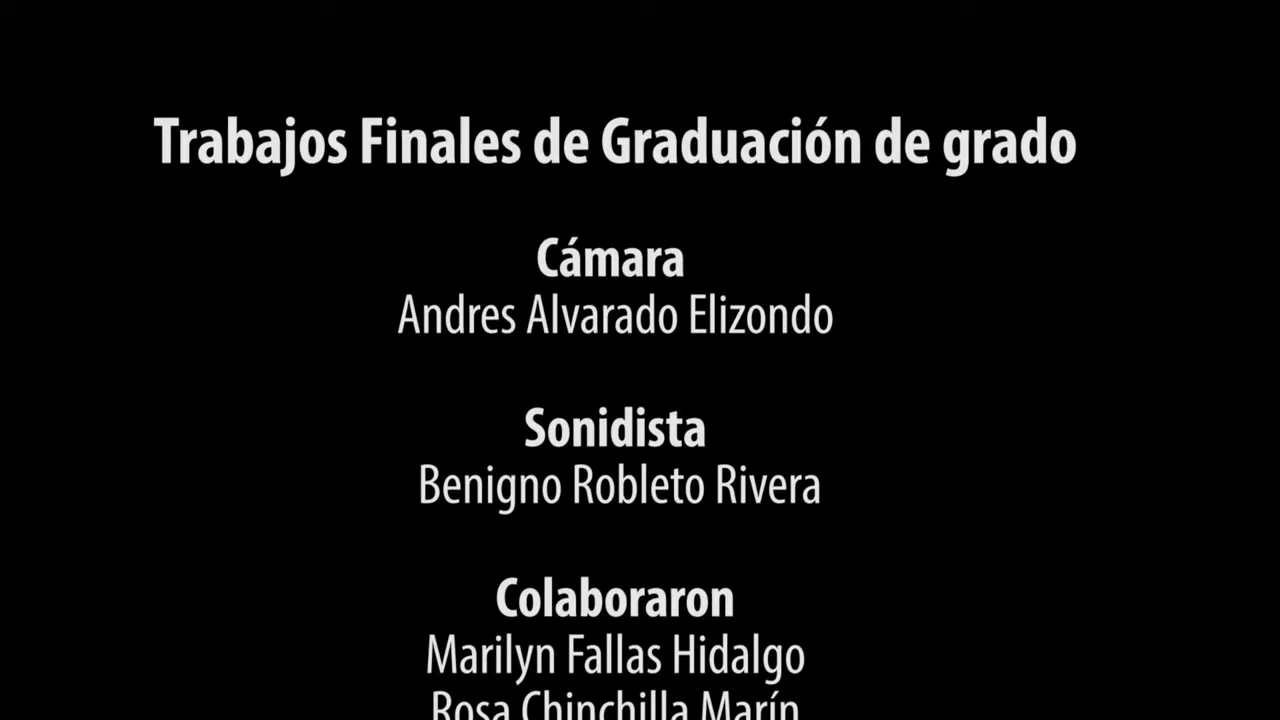 Trabajos Finales de Graduación de grado
Cámara
Andres Alvarado Elizondo
Sonidista
Benigno Robleto Rivera
Colaboraron
Marilyn Fallas Hidalgo
Rosa Chinchilla Marín